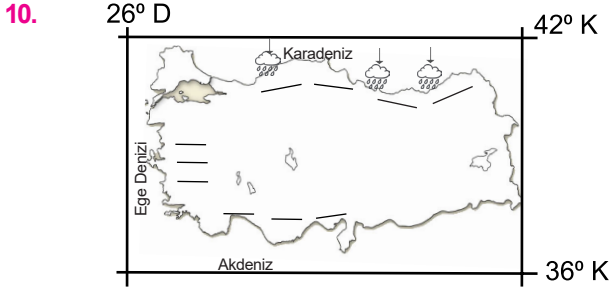 10.
26º D
42º K
Karadeniz
Ege Denizi
Akdeniz
36º K